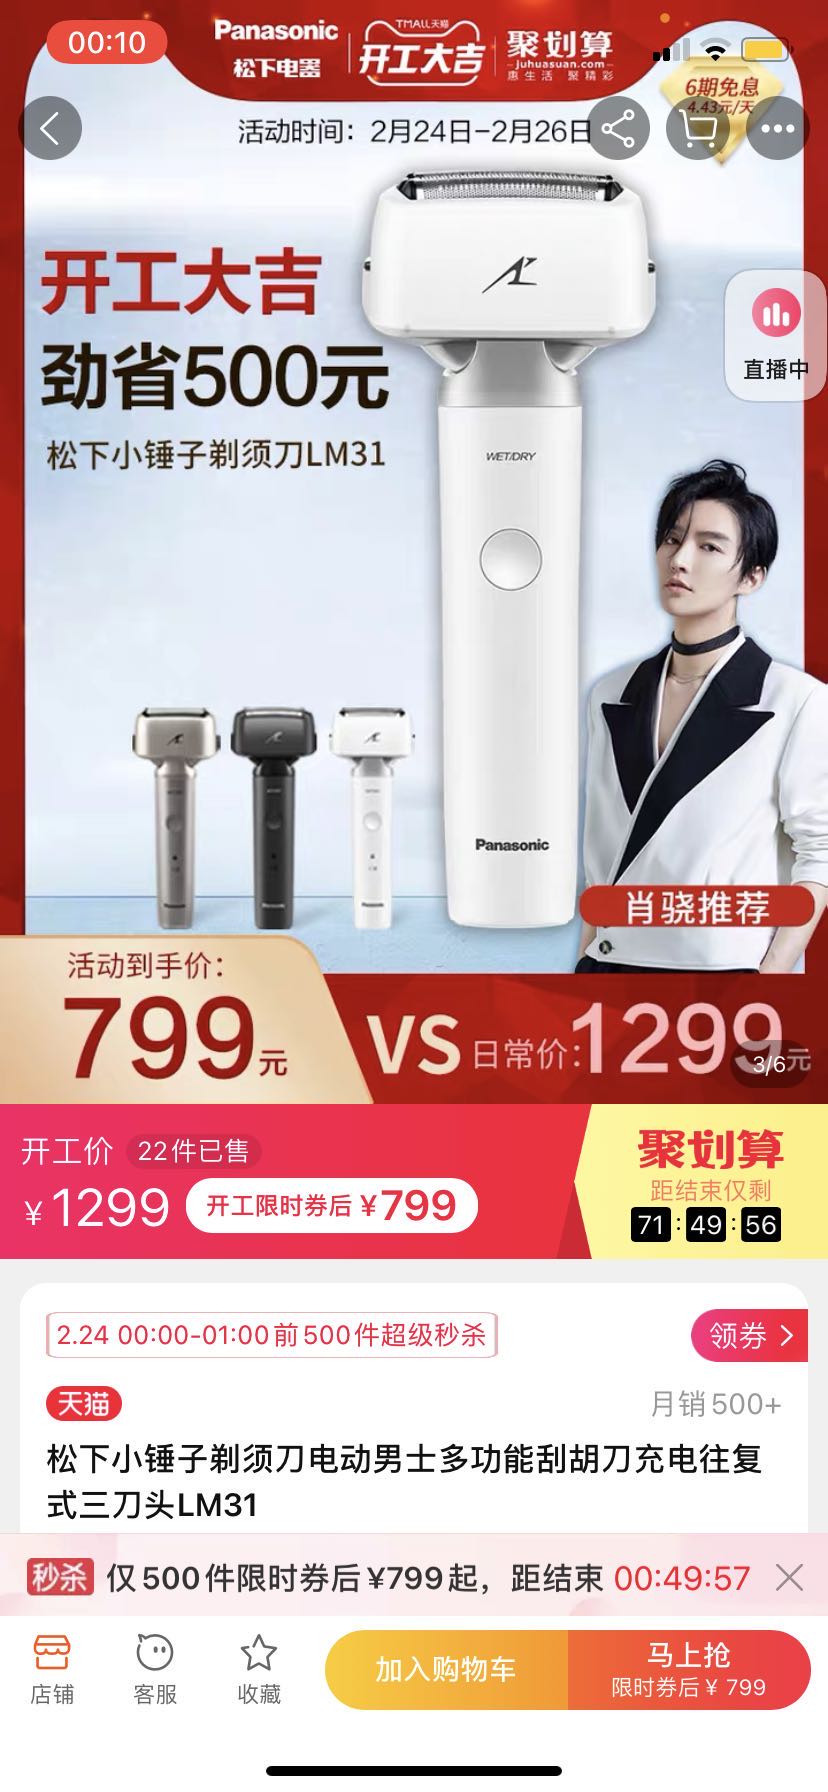 00:10
Panasonic
松下电器
TMALL天猫
开工大吉
聚划算
juhuasuan.com
惠生活 聚精彩
6期免息
4.43元/天
活动时间：2月24日-2月26日
开工大吉
劲省500元
松下小锤子剃须刀LM31
直播中
WET/DRY
Panasonic
肖骁推荐
活动到手价：
799元
VS
日常价：1299元
3/6
开工价 22件已售
¥1299
开工限时券后 ¥799
聚划算
距结束仅剩
71:49:56
2.24 00:00-01:00前500件超级秒杀
领券
天猫
月销500+
松下小锤子剃须刀电动男士多功能刮胡刀充电往复
式三刀头LM31
秒杀 仅500件限时券后¥799起，距结束 00:49:57
店铺
客服
收藏
加入购物车
马上抢
限时券后 ¥ 799